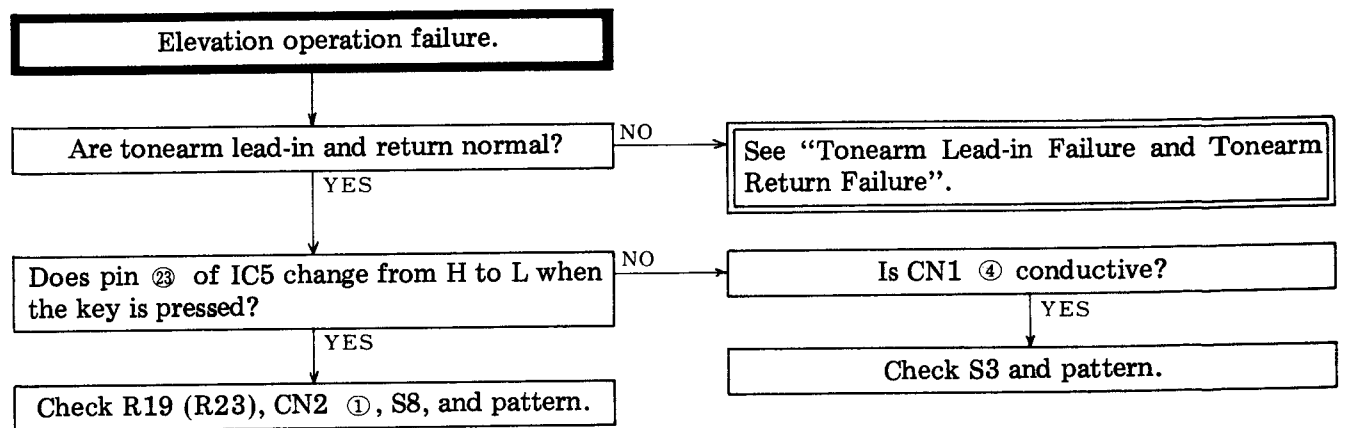 Elevation operation failure.
Are tonearm lead-in and return normal?
NO
See “Tonearm Lead-in Failure and Tonearm
Return Failure”.
YES
Does pin ㉓ of IC5 change from H to L when
the key is pressed?
NO
Is CN1 ④ conductive?
YES
YES
Check S3 and pattern.
Check R19 (R23), CN2 ①, S8, and pattern.